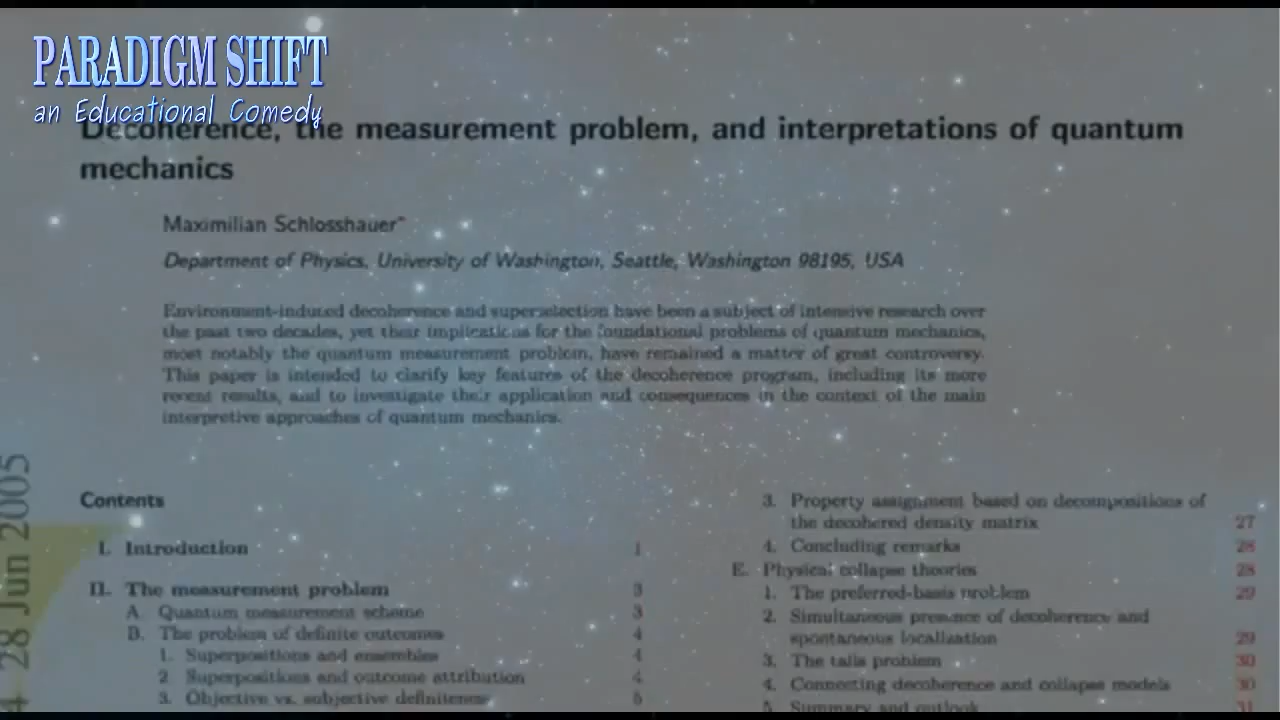 PARADIGM SHIFT
an Educational Comedy
Decoherence, the measurement problem, and interpretations of quantum
mechanics
Maximilian Schlosshauer*
Department of Physics, University of Washington, Seattle, Washington 98195, USA
Environment-induced decoherence and superselection have been a subject of intensive research over
the past two decades, yet their implications for the foundational problems of quantum mechanics,
most notably the quantum measurement problem, have remained a matter of great controversy.
This paper is intended to clarify key features of the decoherence program, including its more
recent results, and to investigate their application and consequences in the context of the main
interpretive approaches of quantum mechanics.
4 28 Jun 2005
Contents
I. Introduction 1
II. The measurement problem 3
A. Quantum measurement scheme 3
B. The problem of definite outcomes 4
1. Superpositions and ensembles 4
2. Superpositions and outcome attribution 4
3. Objective vs. subjective definiteness 5
3. Property assignment based on decompositions of
the decohered density matrix 27
4. Concluding remarks 28
E. Physical collapse theories 28
1. The preferred-basis problem 29
2. Simultaneous presence of decoherence and
spontaneous localization 29
3. The tails problem 30
4. Connecting decoherence and collapse models 30
5. Summary and outlook 31